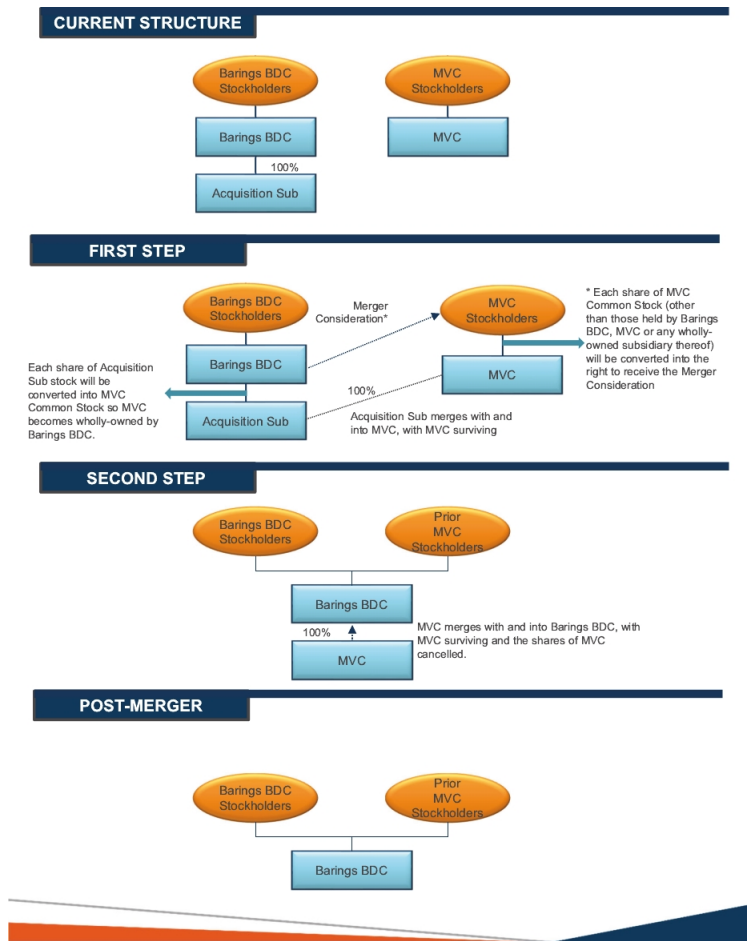 CURRENT STRUCTURE
Barings BDC
Stockholders
MVC
Stockholders
Barings BDC
MVC
100%
Acquisition Sub
FIRST STEP
Barings BDC
Stockholders
Merger
Consideration*
MVC
Stockholders
* Each share of MVC
Common Stock (other
than those held by Barings
BDC, MVC or any wholly-
owned subsidiary thereof)
will be converted into the
right to receive the Merger
Consideration
Barings BDC
MVC
Each share of Acquisition
Sub stock will be
converted into MVC
Common Stock so MVC
becomes wholly-owned by
Barings BDC.
100%
Acquisition Sub
Acquisition Sub merges with and
into MVC, with MVC surviving
SECOND STEP
Barings BDC
Stockholders
Prior
MVC
Stockholders
Barings BDC
100%
MVC merges with and into Barings BDC, with
MVC surviving and the shares of MVC
cancelled.
MVC
POST-MERGER
Barings BDC
Stockholders
Prior
MVC
Stockholders
Barings BDC